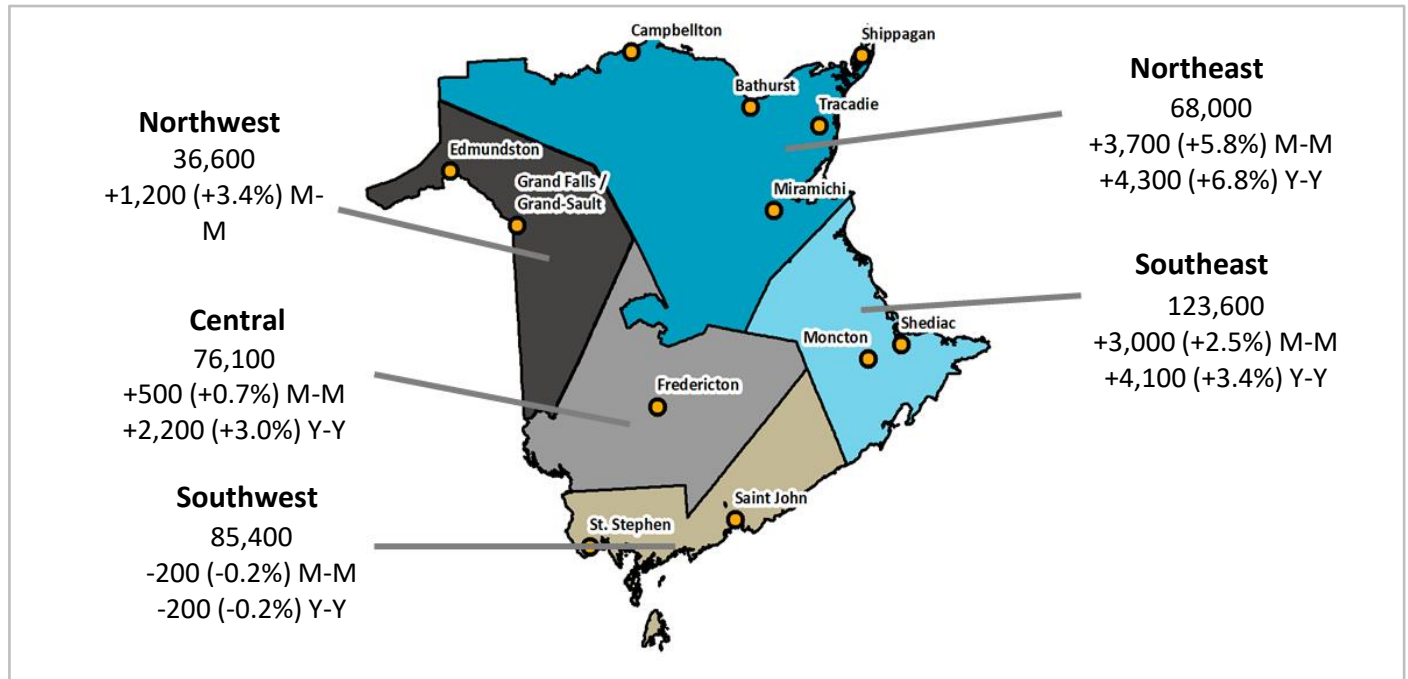 Campbellton
Shippagan
Bathurst
Tracadie
Northwest
36,600
+1,200 (+3.4%) M-
M
Edmundston
Grand Falls /
Grand-Sault
Miramichi
Northeast
68,000
+3,700 (+5.8%) M-M
+4,300 (+6.8%) Y-Y
Southeast
123,600
+3,000 (+2.5%) M-M
+4,100 (+3.4%) Y-Y
Shediac
Moncton
Central
76,100
+500 (+0.7%) M-M
+2,200 (+3.0%) Y-Y
Fredericton
Southwest
85,400
-200 (-0.2%) M-M
-200 (-0.2%) Y-Y
Saint John
St. Stephen